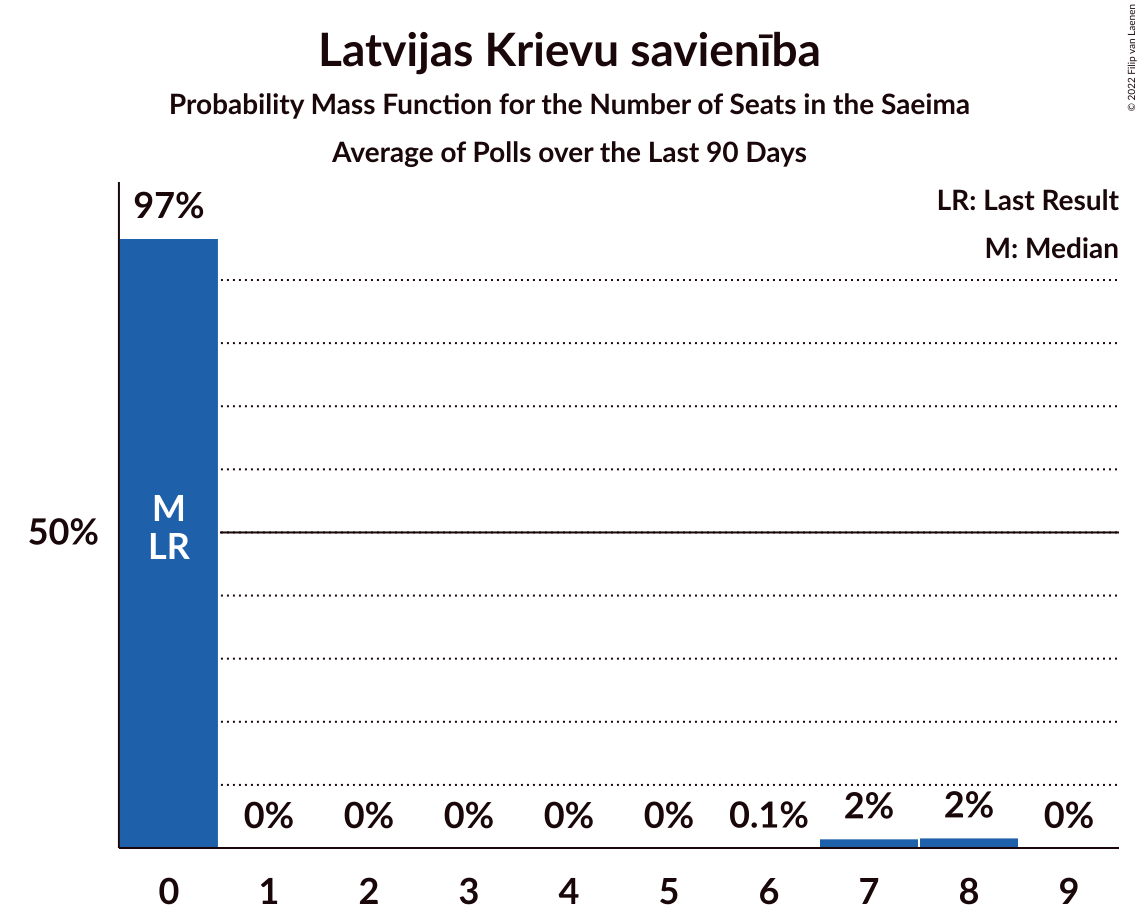 Latvijas Krievu savienība
Probability Mass Function for the Number of Seats in the Saeima
Average of Polls over the Last 90 Days
© 2022 Filip van Laenen
LR: Last Result
M: Median
97%
M
LR
50%
0% 0% 0% 0% 0% 0.1% 2% 2% 0%
0 1 2 3 4 5 6 7 8 9